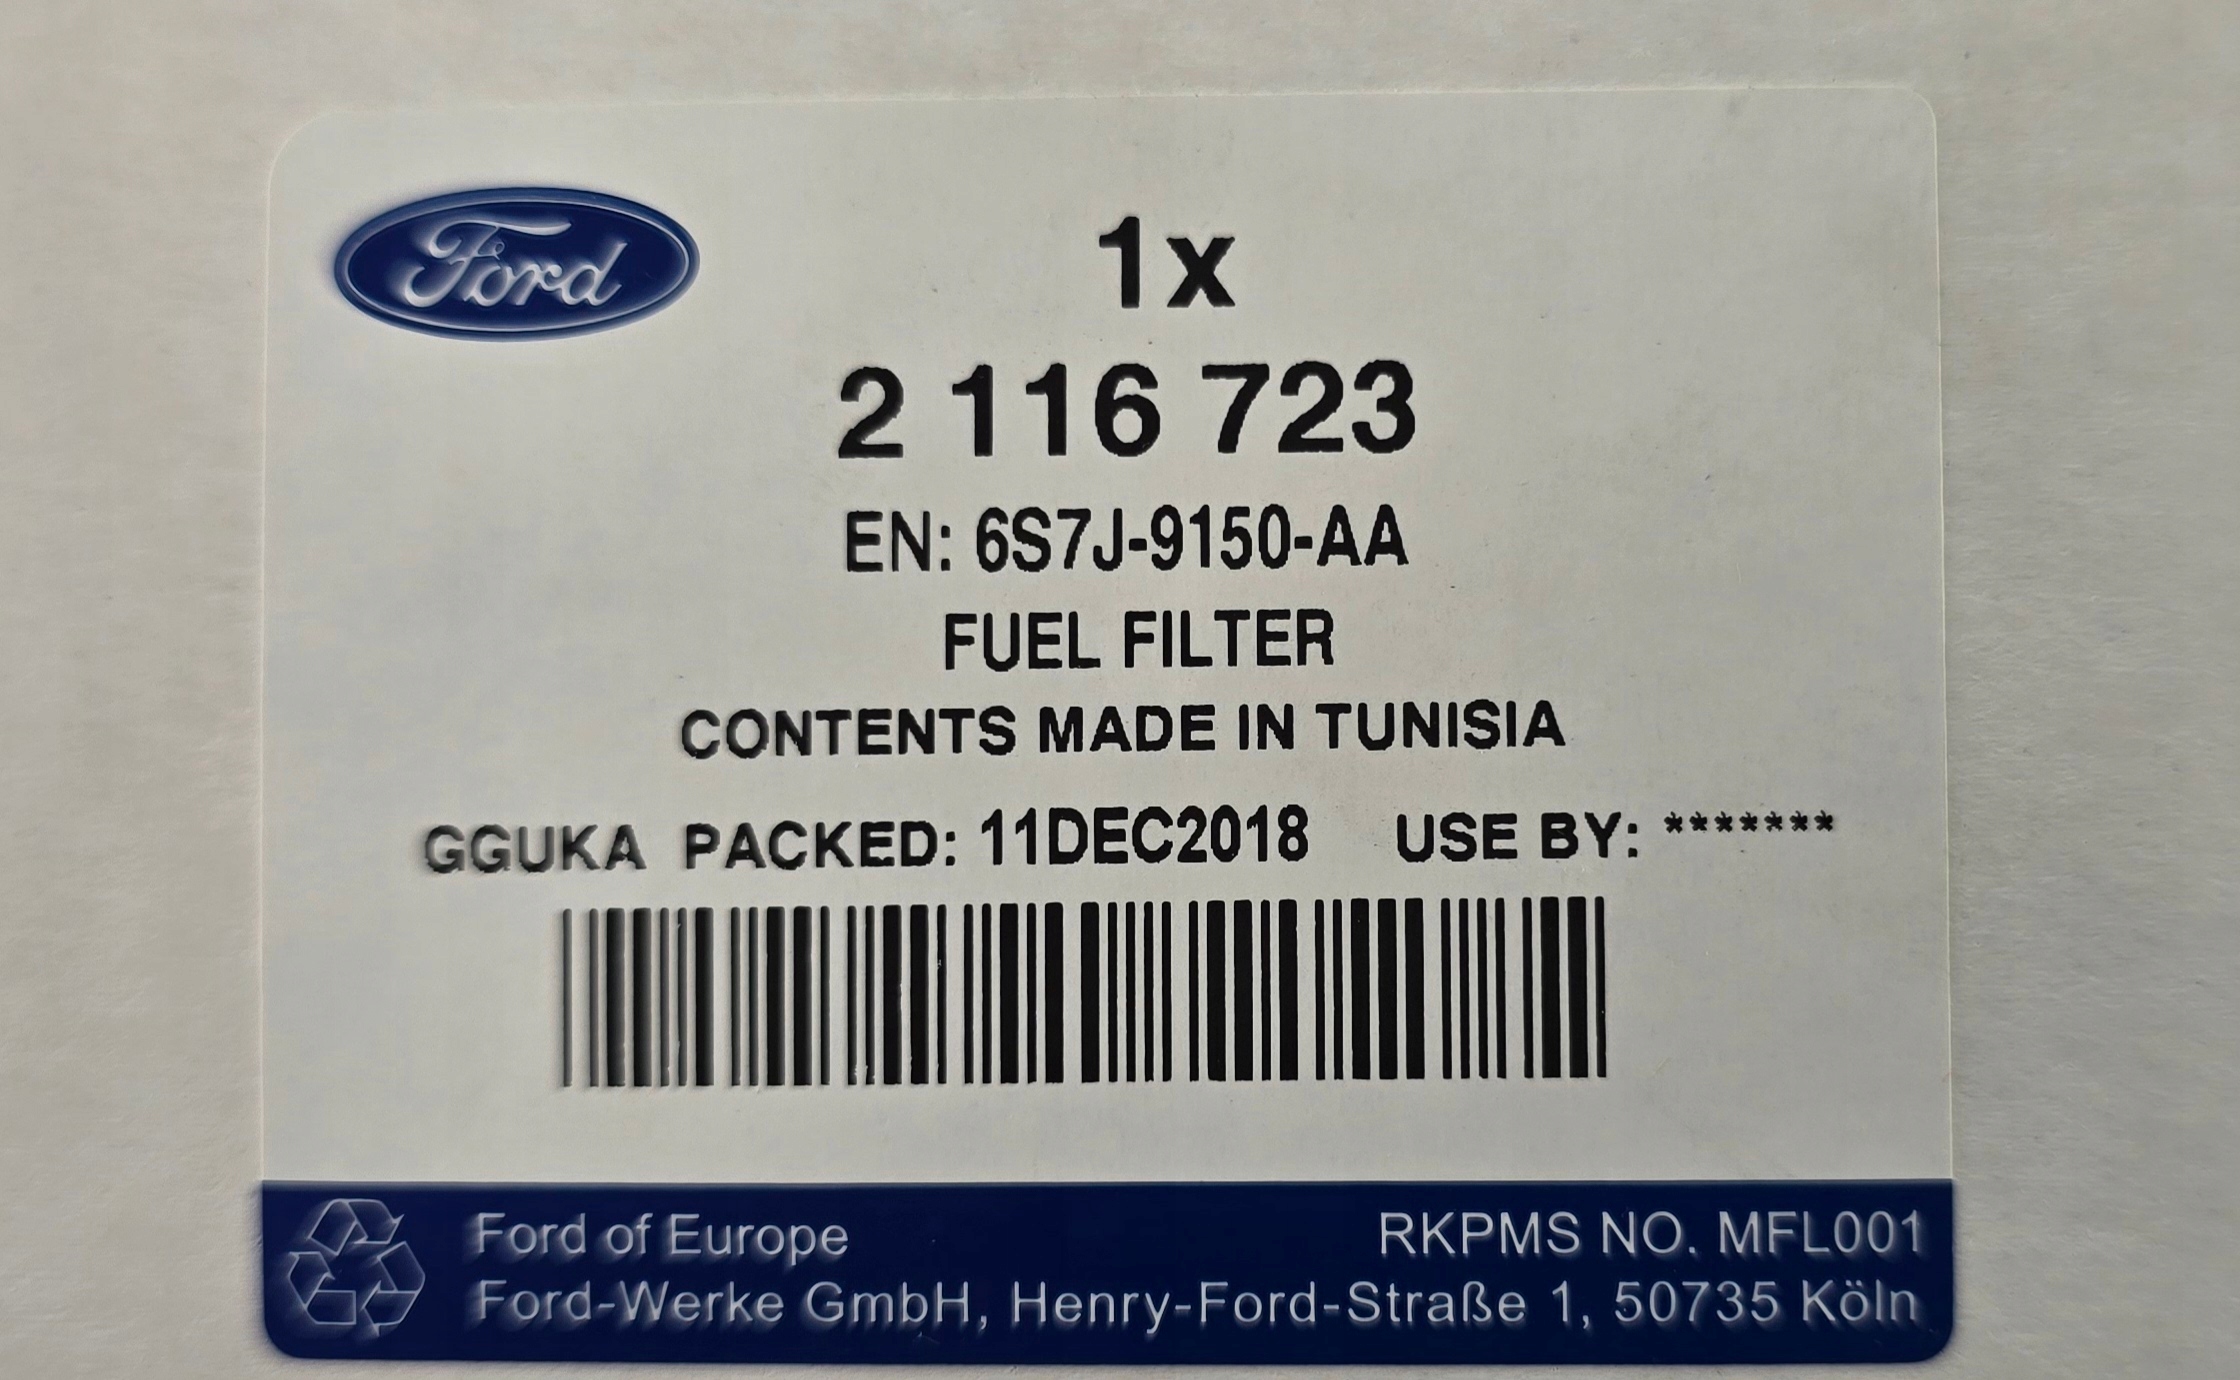 Ford
1x
2 116 723
EN: 6S7J-9150-AA
FUEL FILTER
CONTENTS MADE IN TUNISIA
GGUKA PACKED: 11DEC2018 USE BY: *******
Ford of Europe RKPMS NO. MFL001
Ford-Werke GmbH, Henry-Ford-Straße 1, 50735 Köln